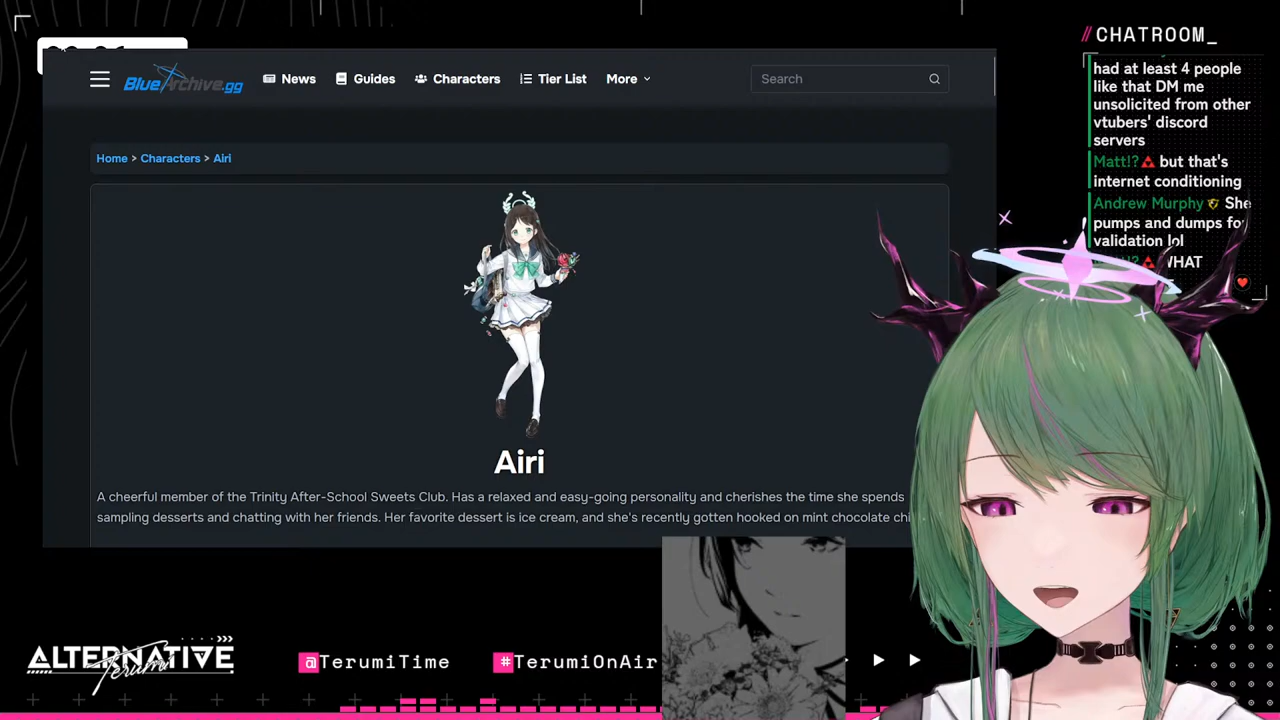 //CHATROOM_
had at least 4 people
like that DM me
unsolicited from other
vtubers' discord
servers
Matt!? but that's
internet conditioning
Andrew Murphy She
pumps and dumps for
validation lol
WHAT
BlueArchive.gg
News
Guides
Characters
Tier List
More
Search
Home > Characters > Airi
Airi
A cheerful member of the Trinity After-School Sweets Club. Has a relaxed and easy-going personality and cherishes the time she spends
sampling desserts and chatting with her friends. Her favorite dessert is ice cream, and she's recently gotten hooked on mint chocolate chi
ALTERNATIVE
Terumi
@TerumiTime
#TerumiOnAir